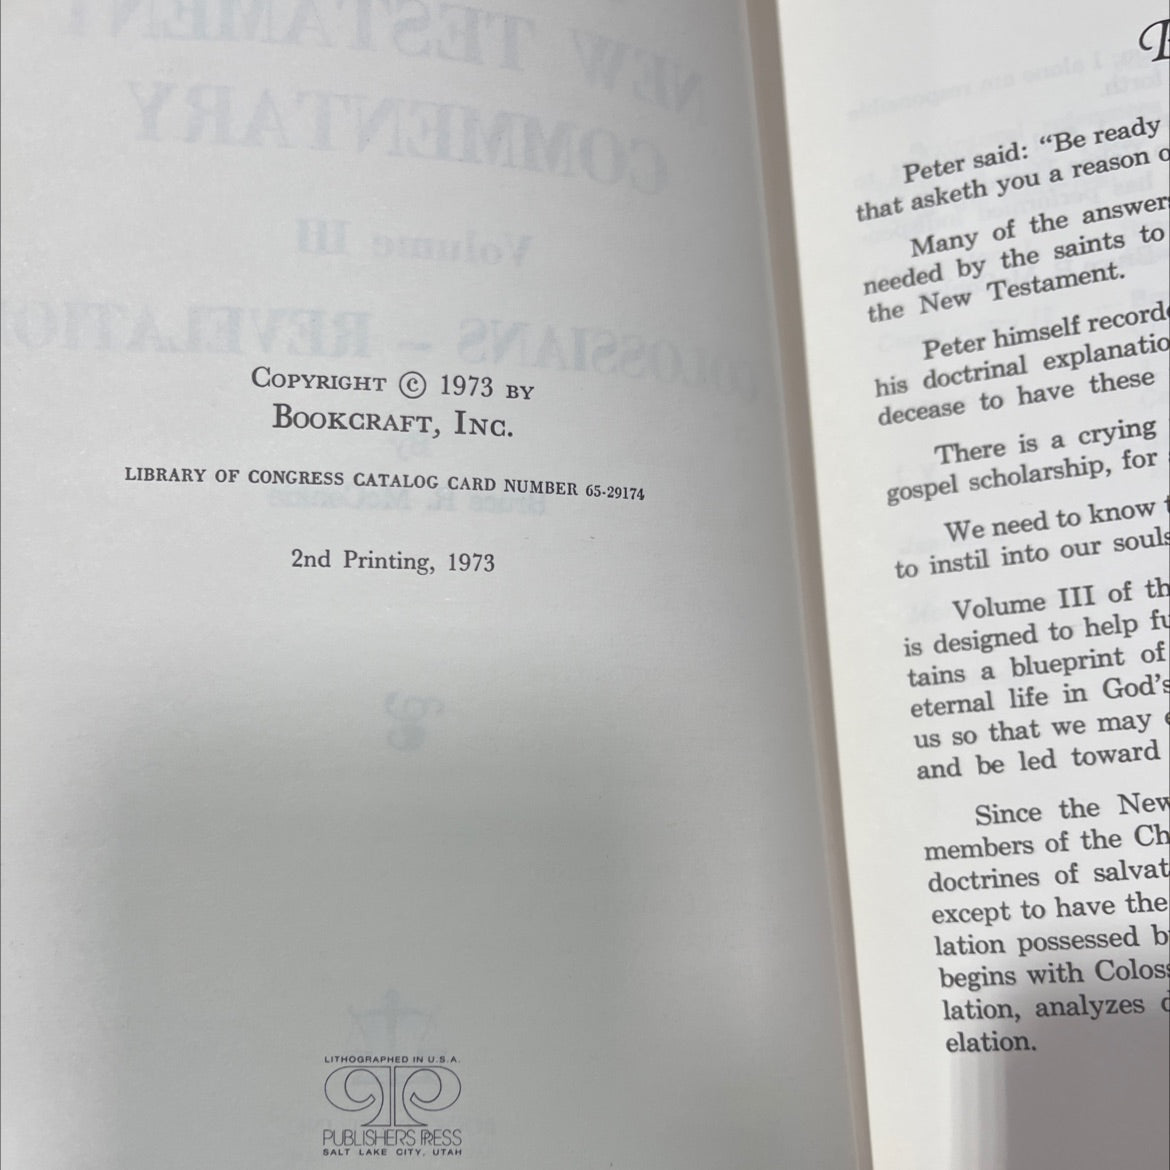 COPYRIGHT © 1973 BY
BOOKCRAFT, INC.
LIBRARY OF CONGRESS CATALOG CARD NUMBER 65-29174
2nd Printing, 1973
LITHOGRAPHED IN U.S.A.
PUBLISHERS PRESS
SALT LAKE CITY, UTAH
Peter said: “Be ready
that asketh you a reason
Many of the answers
needed by the saints to
the New Testament.
Peter himself recorde
his doctrinal explanatio
decease to have these
There is a crying
gospel scholarship, for
We need to know
to instil into our souls
Volume III of th
is designed to help fu
tains a blueprint of
eternal life in God’s
us so that we may
and be led toward
Since the New
members of the Ch
doctrines of salvat
except to have the
lation possessed b
begins with Coloss
lation, analyzes
elation.